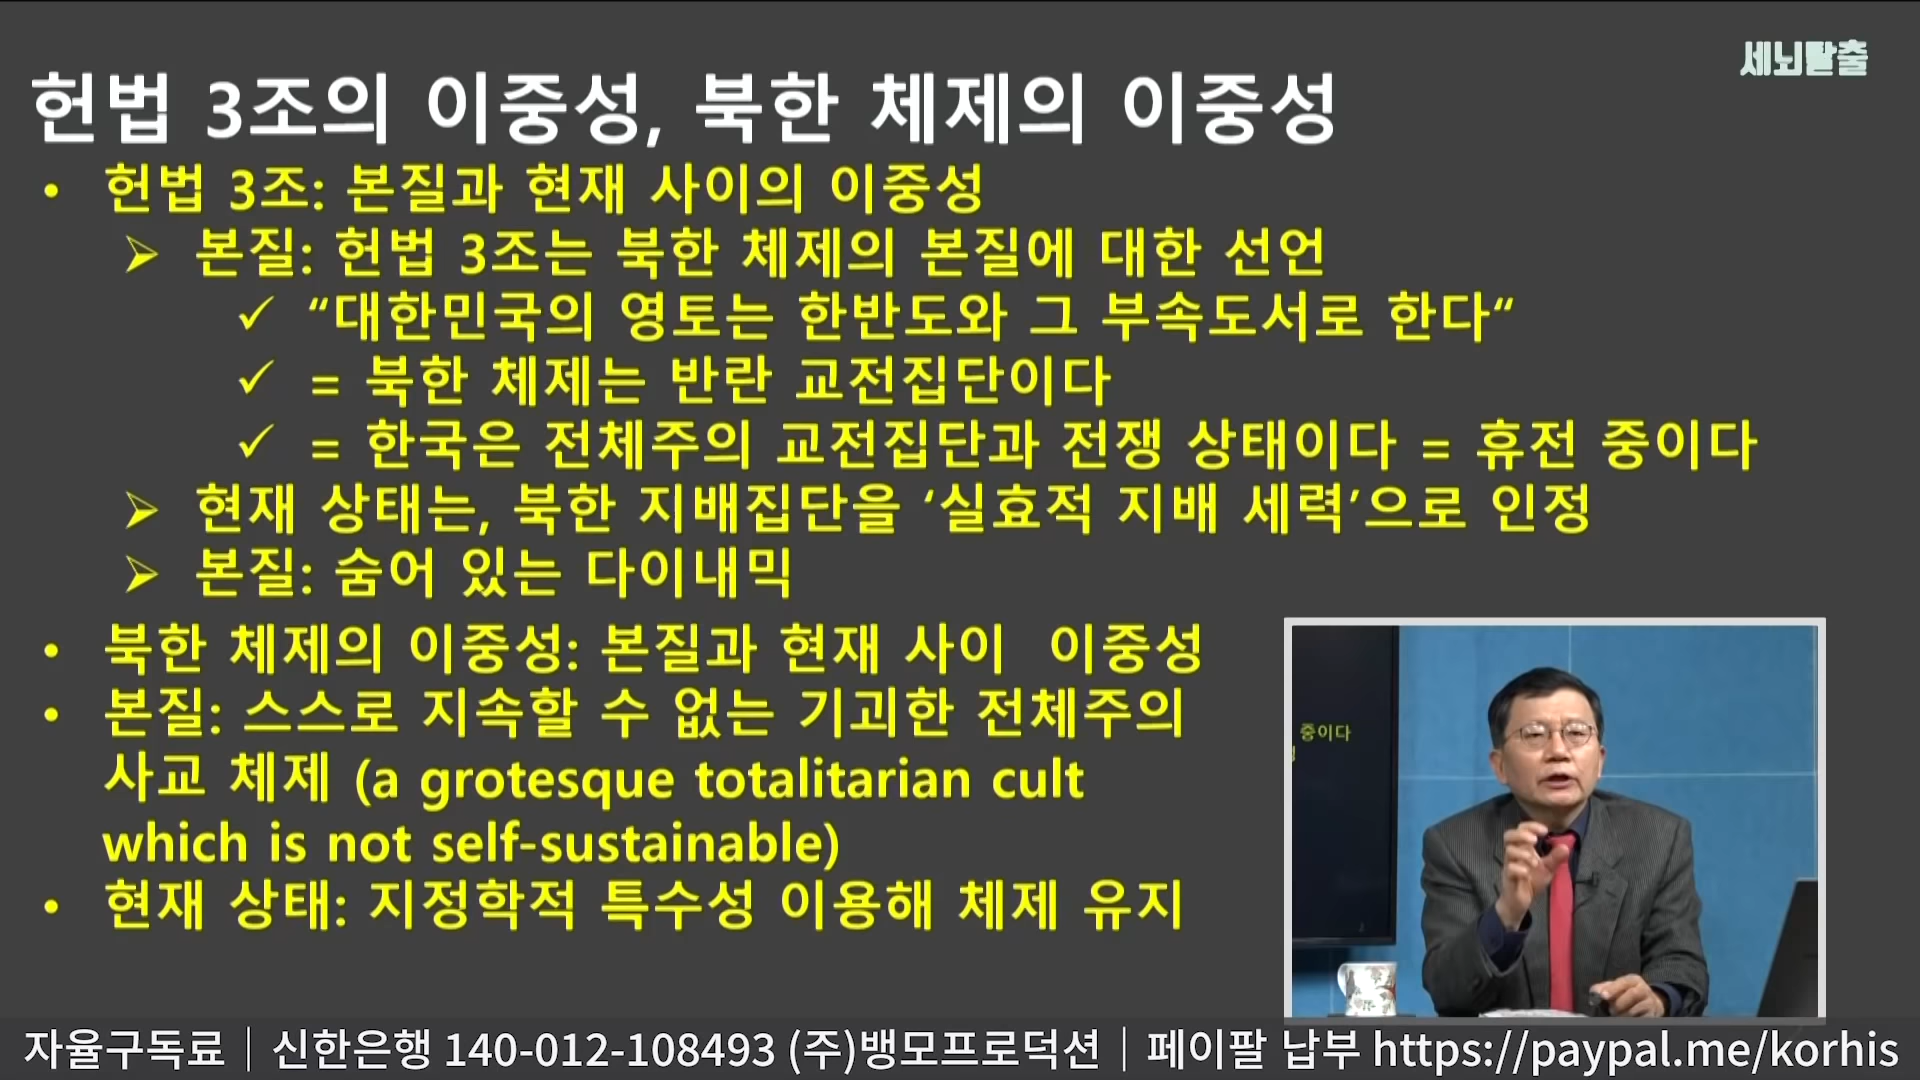 세뇌탈출
헌법 3조의 이중성, 북한 체제의 이중성
• 헌법 3조: 본질과 현재 사이의 이중성
➢ 본질: 헌법 3조는 북한 체제의 본질에 대한 선언
✓ “대한민국의 영토는 한반도와 그 부속도서로 한다“
✓ = 북한 체제는 반란 교전집단이다
✓ = 한국은 전체주의 교전집단과 전쟁 상태이다 = 휴전 중이다
➢ 현재 상태는, 북한 지배집단을 ‘실효적 지배 세력’으로 인정
➢ 본질: 숨어 있는 다이내믹
• 북한 체제의 이중성: 본질과 현재 사이 이중성
• 본질: 스스로 지속할 수 없는 기괴한 전체주의
사교 체제 (a grotesque totalitarian cult
which is not self-sustainable)
• 현재 상태: 지정학적 특수성 이용해 체제 유지
중이다
자율구독료｜신한은행 140-012-108493 (주)뱅모프로덕션｜페이팔 납부 https://paypal.me/korhis